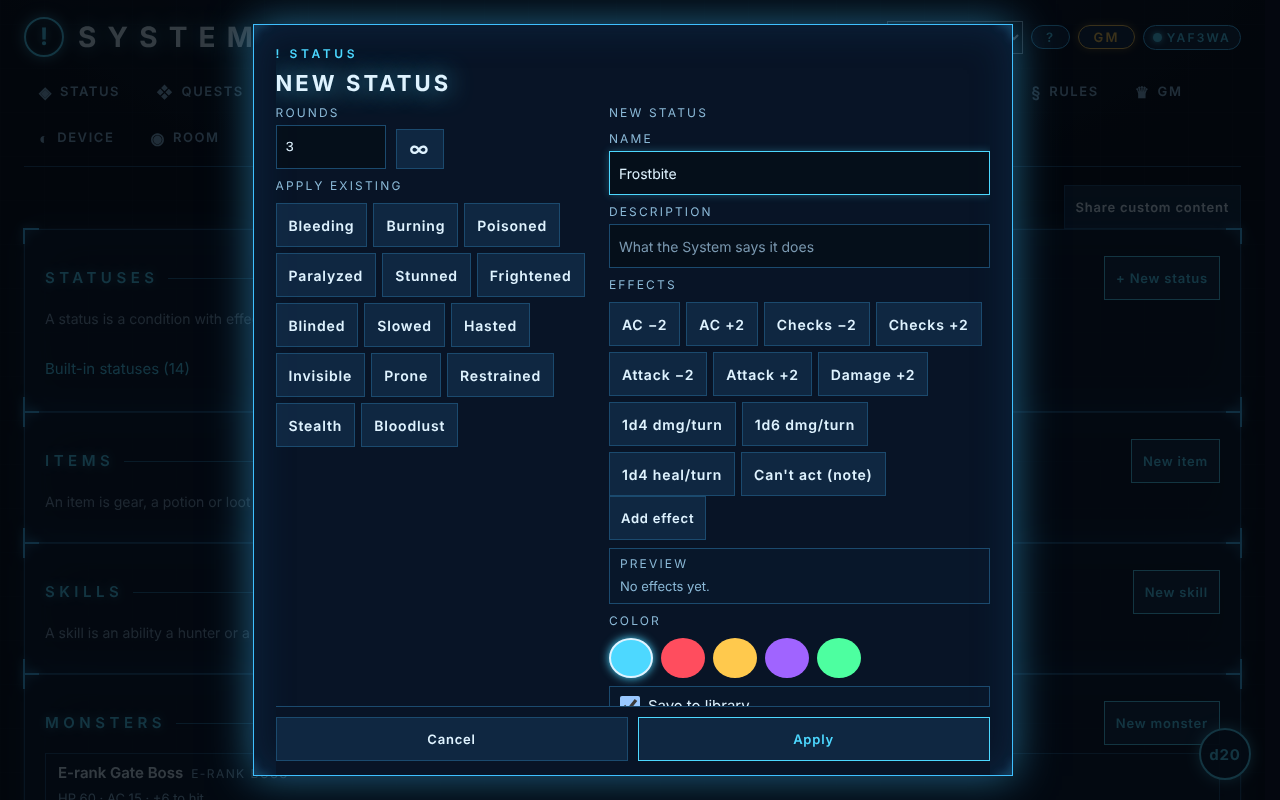 ! SYSTEM
? GM YAF3WA
STATUS QUESTS § RULES GM
DEVICE ROOM
Share custom content
STATUSES
+ New status
A status is a condition with effe
Built-in statuses (14)
ITEMS
New item
An item is gear, a potion or loot
SKILLS
New skill
A skill is an ability a hunter or a
MONSTERS
New monster
E-rank Gate Boss E-RANK
HP 60 · AC 15 · +6 to hit
d20
! STATUS
NEW STATUS
ROUNDS
3 ∞
APPLY EXISTING
Bleeding Burning Poisoned
Paralyzed Stunned Frightened
Blinded Slowed Hasted
Invisible Prone Restrained
Stealth Bloodlust
NEW STATUS
NAME
Frostbite
DESCRIPTION
What the System says it does
EFFECTS
AC −2 AC +2 Checks −2 Checks +2
Attack −2 Attack +2 Damage +2
1d4 dmg/turn 1d6 dmg/turn
1d4 heal/turn Can't act (note)
Add effect
PREVIEW
No effects yet.
COLOR
Save to library
Cancel Apply